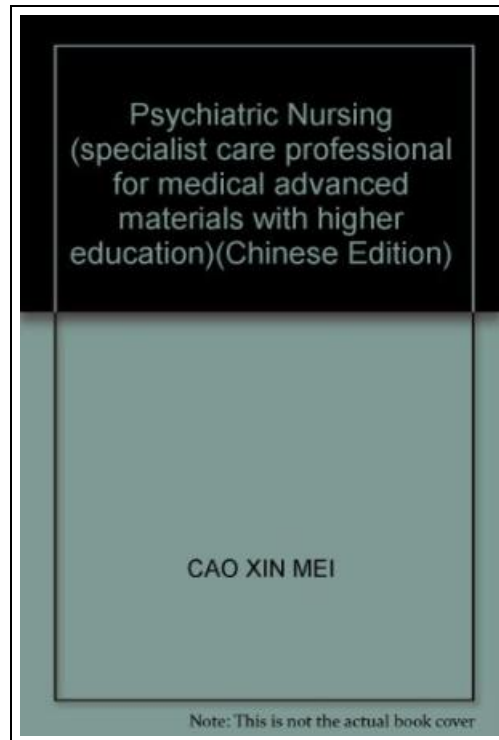 Psychiatric Nursing
(specialist care professional
for medical advanced
materials with higher
education)(Chinese Edition)
CAO XIN MEI
Note: This is not the actual book cover